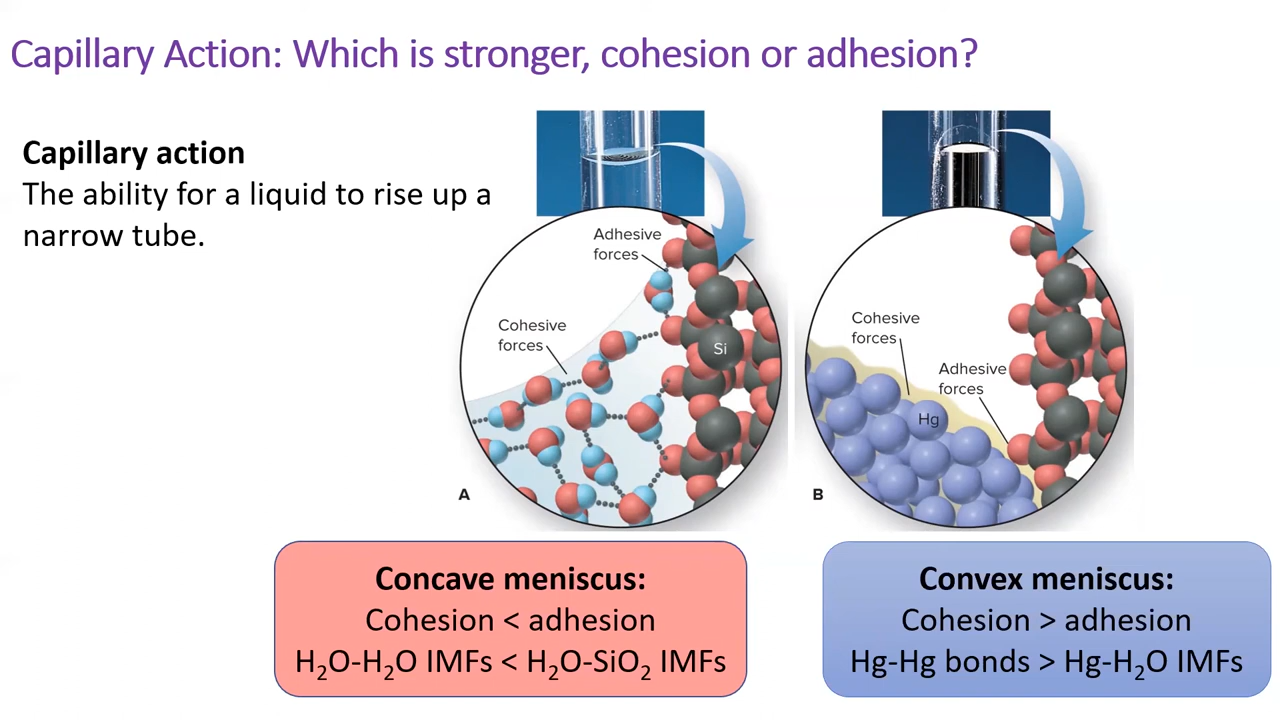 Capillary Action: Which is stronger, cohesion or adhesion?
Capillary action
The ability for a liquid to rise up a
narrow tube.
Adhesive
forces
Cohesive
forces
Si
A
Cohesive
forces
Adhesive
forces
Hg
B
Concave meniscus:
Cohesion < adhesion
H₂O-H₂O IMFs < H₂O-SiO₂ IMFs
Convex meniscus:
Cohesion > adhesion
Hg-Hg bonds > Hg-H₂O IMFs